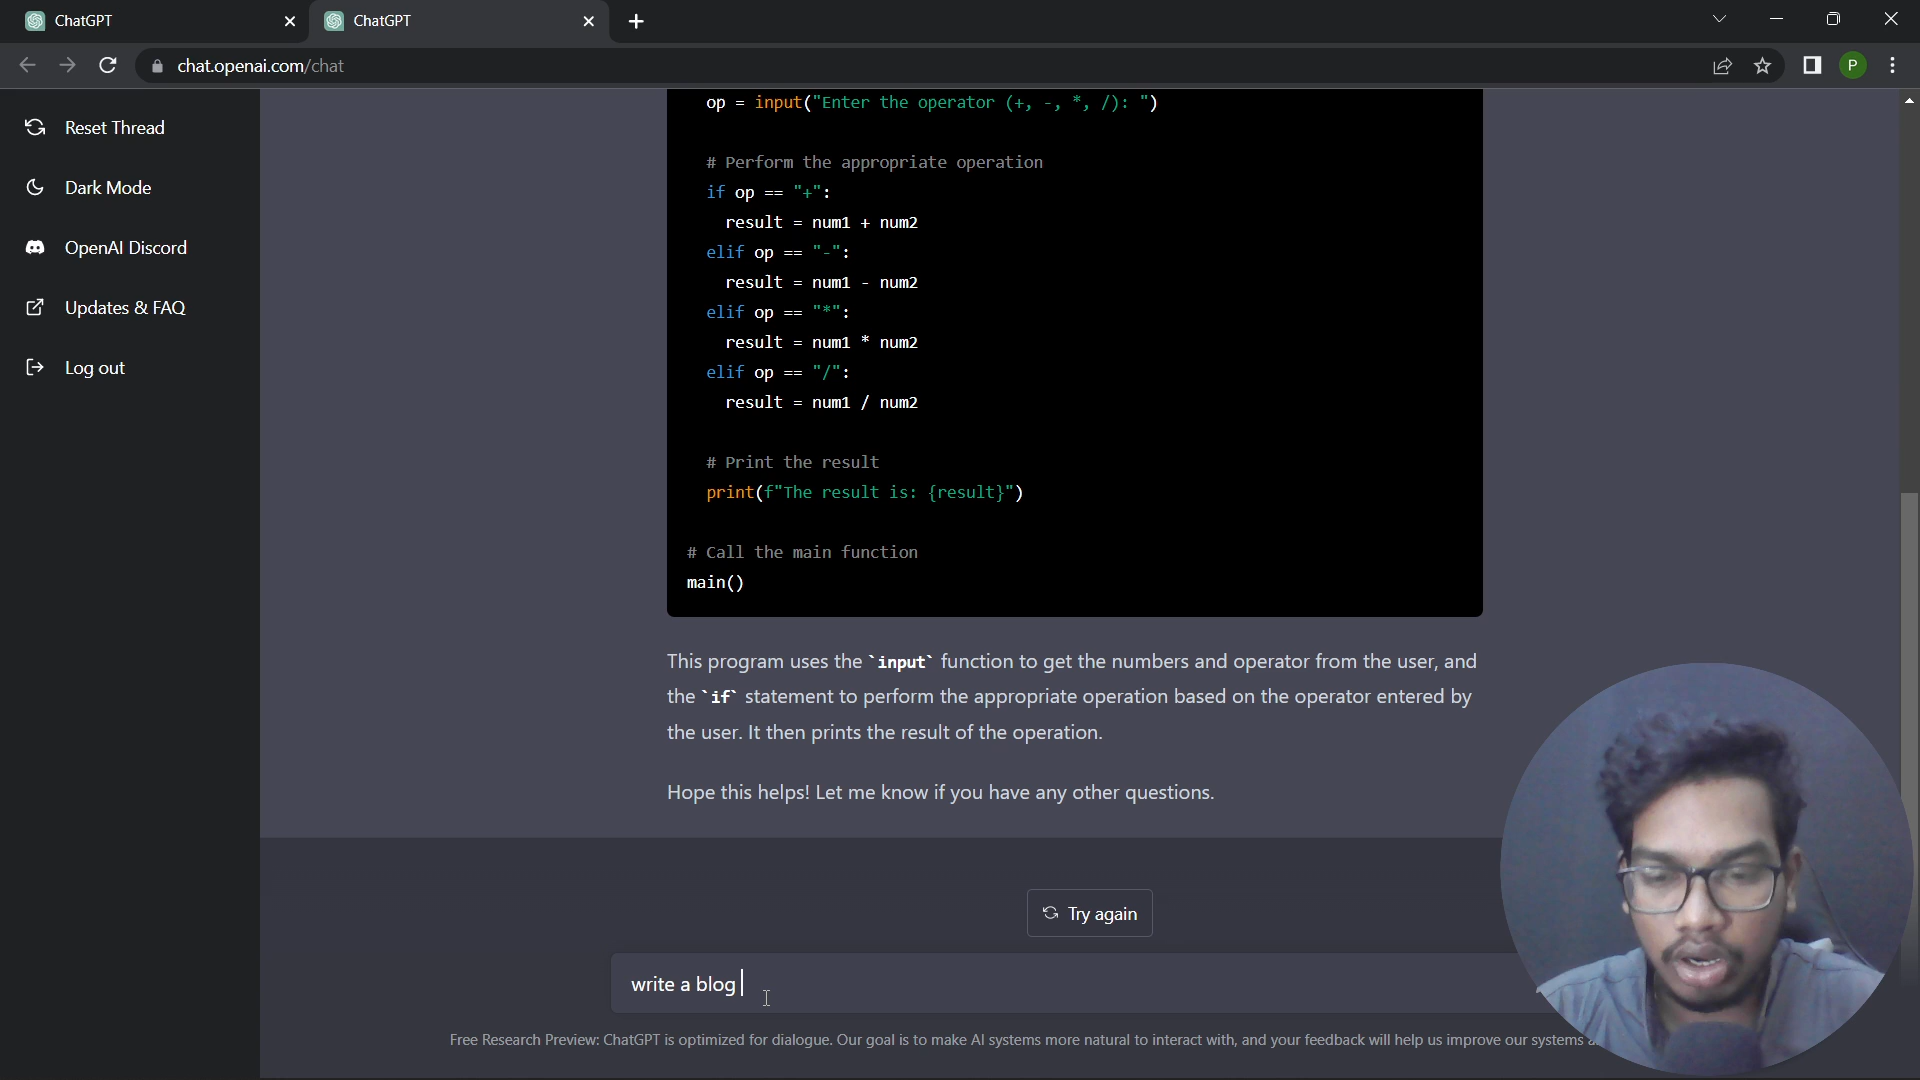 ChatGPT
ChatGPT
chat.openai.com/chat
P
Reset Thread
Dark Mode
OpenAI Discord
Updates & FAQ
Log out
op = input("Enter the operator (+, -, *, /): ")
# Perform the appropriate operation
if op == "+":
result = num1 + num2
elif op == "-":
result = num1 - num2
elif op == "*":
result = num1 * num2
elif op == "/":
result = num1 / num2
# Print the result
print(f"The result is: {result}")
# Call the main function
main()
This program uses the `input` function to get the numbers and operator from the user, and
the `if` statement to perform the appropriate operation based on the operator entered by
the user. It then prints the result of the operation.
Hope this helps! Let me know if you have any other questions.
Try again
write a blog
Free Research Preview: ChatGPT is optimized for dialogue. Our goal is to make AI systems more natural to interact with, and your feedback will help us improve our systems